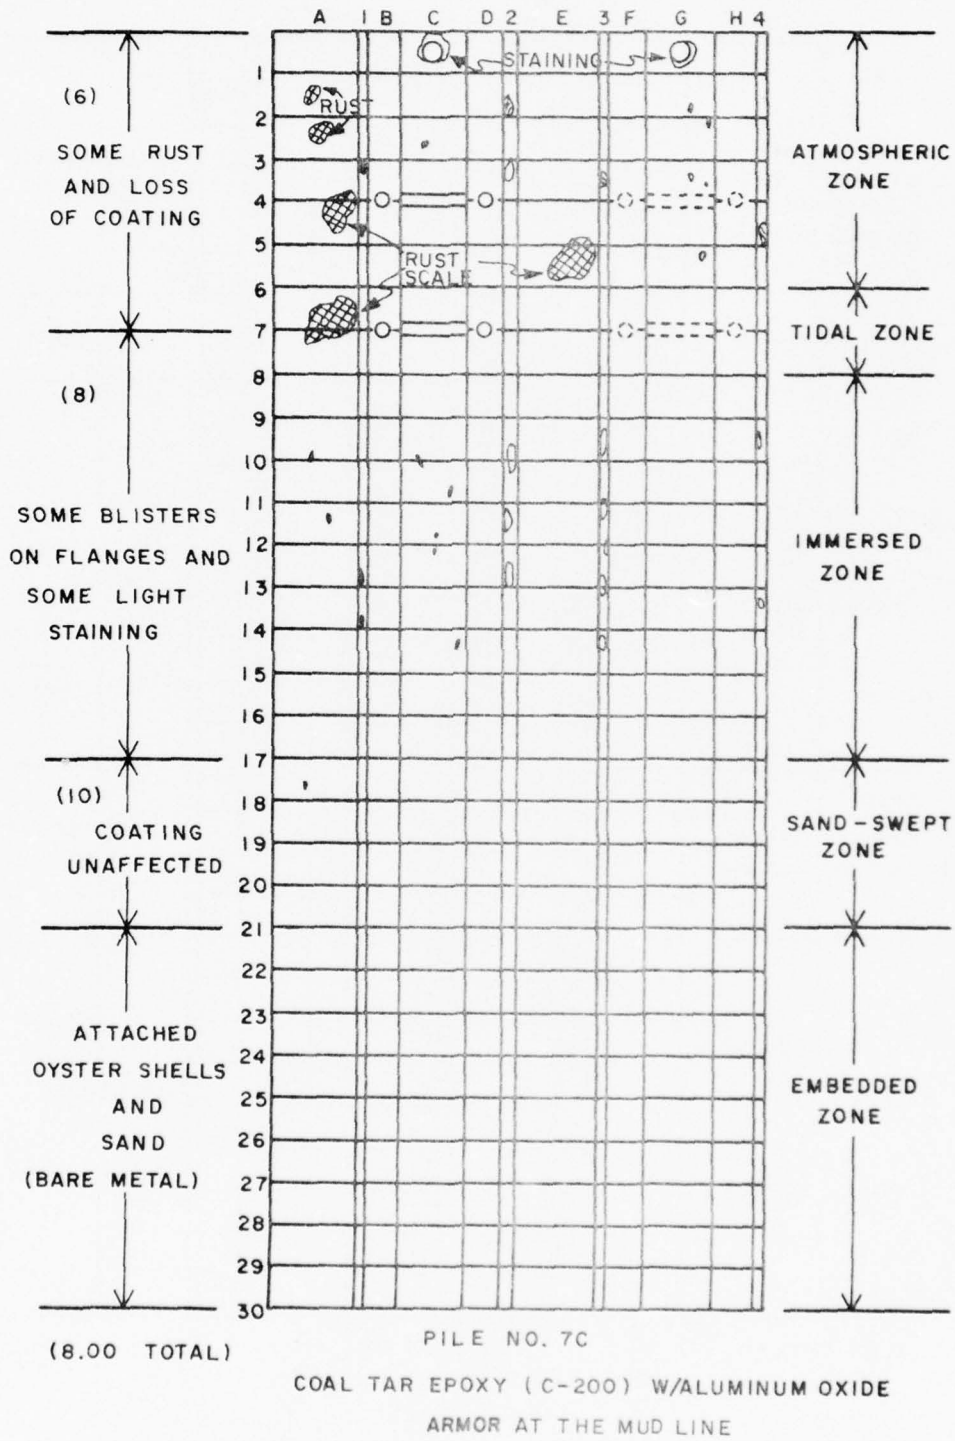 A 1 B C D 2 E 3 F G H 4
STAINING
1
(6)
RUST
2
SOME RUST
AND LOSS
OF COATING
3
4
5
RUST
SCALE
6
7
ATMOSPHERIC
ZONE
TIDAL ZONE
(8)
8
9
10
11
SOME BLISTERS
ON FLANGES AND
SOME LIGHT
STAINING
12
13
14
15
16
17
IMMERSED
ZONE
(10)
18
COATING
UNAFFECTED
19
20
21
SAND-SWEPT
ZONE
22
23
24
25
26
27
28
29
30
ATTACHED
OYSTER SHELLS
AND
SAND
(BARE METAL)
EMBEDDED
ZONE
(8.00 TOTAL)
PILE NO. 7C
COAL TAR EPOXY (C-200) W/ALUMINUM OXIDE
ARMOR AT THE MUD LINE